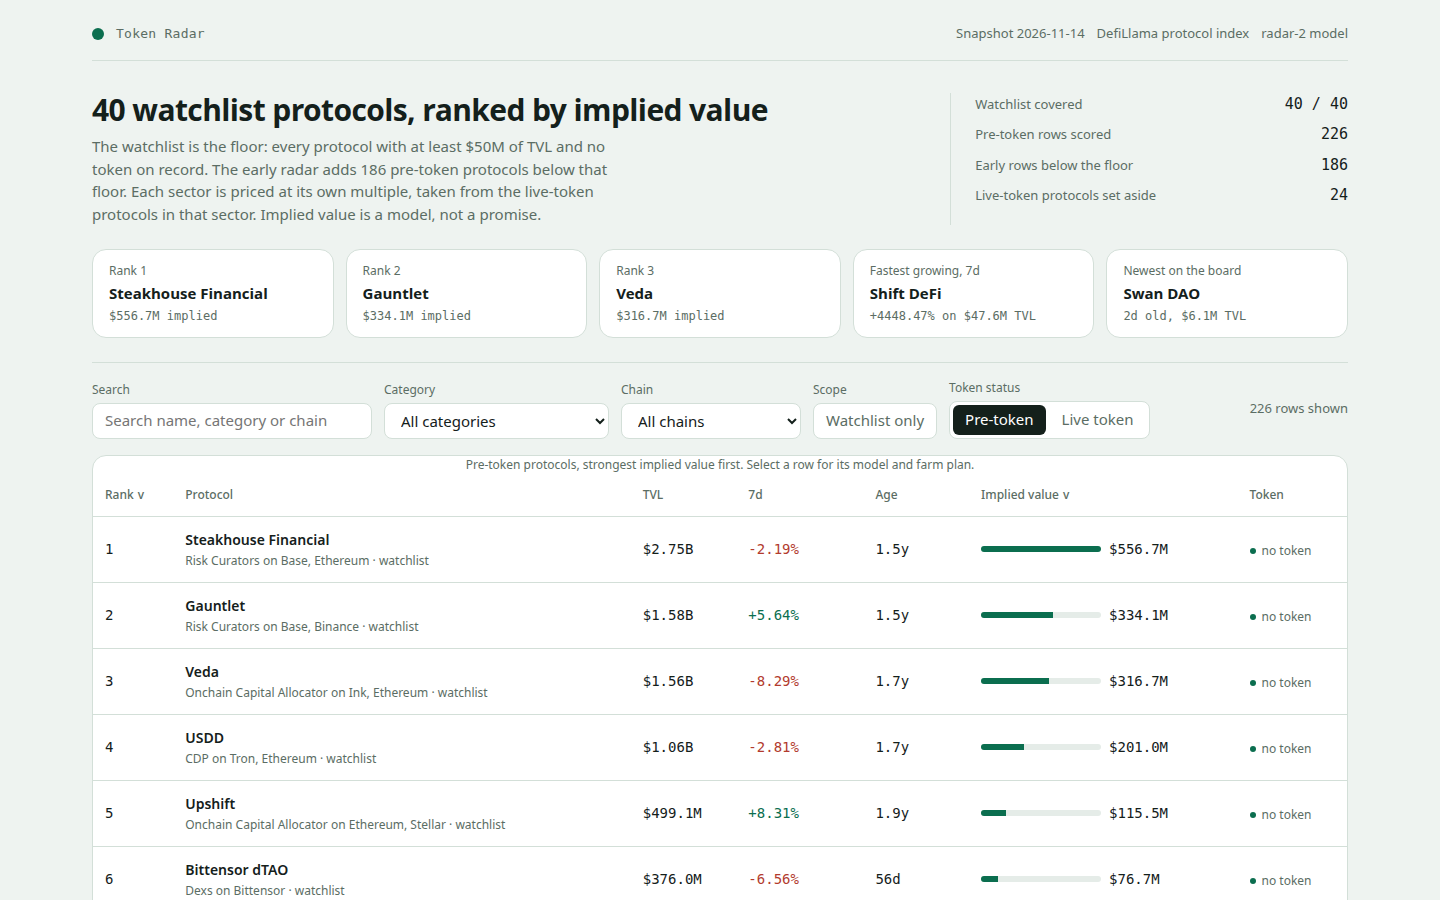 Token Radar
Snapshot 2026-11-14 DefiLlama protocol index radar-2 model
40 watchlist protocols, ranked by implied value
The watchlist is the floor: every protocol with at least $50M of TVL and no
token on record. The early radar adds 186 pre-token protocols below that
floor. Each sector is priced at its own multiple, taken from the live-token
protocols in that sector. Implied value is a model, not a promise.
Watchlist covered 40 / 40
Pre-token rows scored 226
Early rows below the floor 186
Live-token protocols set aside 24
Rank 1
Steakhouse Financial
$556.7M implied
Rank 2
Gauntlet
$334.1M implied
Rank 3
Veda
$316.7M implied
Fastest growing, 7d
Shift DeFi
+4448.47% on $47.6M TVL
Newest on the board
Swan DAO
2d old, $6.1M TVL
Search
Search name, category or chain
Category
All categories
Chain
All chains
Scope
Watchlist only
Token status
Pre-token Live token
226 rows shown
Pre-token protocols, strongest implied value first. Select a row for its model and farm plan.
Rank v Protocol TVL 7d Age Implied value v Token
1 Steakhouse Financial $2.75B -2.19% 1.5y $556.7M no token
Risk Curators on Base, Ethereum · watchlist
2 Gauntlet $1.58B +5.64% 1.5y $334.1M no token
Risk Curators on Base, Binance · watchlist
3 Veda $1.56B -8.29% 1.7y $316.7M no token
Onchain Capital Allocator on Ink, Ethereum · watchlist
4 USDD $1.06B -2.81% 1.7y $201.0M no token
CDP on Tron, Ethereum · watchlist
5 Upshift $499.1M +8.31% 1.9y $115.5M no token
Onchain Capital Allocator on Ethereum, Stellar · watchlist
6 Bittensor dTAO $376.0M -6.56% 56d $76.7M no token
Dexs on Bittensor · watchlist